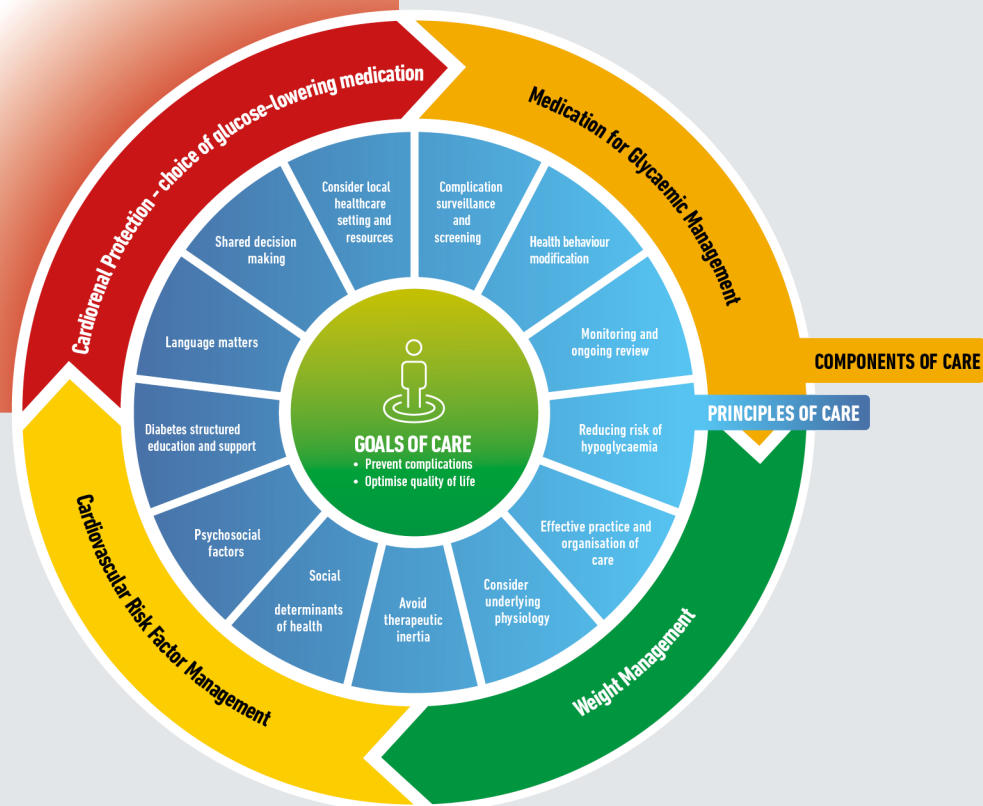 Cardiorenal Protection - choice of glucose-lowering medication
Medication for Glycaemic Management
COMPONENTS OF CARE
PRINCIPLES OF CARE
Weight Management
Cardiovascular Risk Factor Management
Consider local
healthcare
setting and
resources
Complication
surveillance
and
screening
Health behaviour
modification
Monitoring and
ongoing review
Reducing risk of
hypoglycaemia
Effective practice and
organisation of
care
Consider
underlying
physiology
Avoid
therapeutic
inertia
Social
determinants
of health
Psychosocial
factors
Diabetes structured
education and support
Language matters
Shared decision
making
GOALS OF CARE
• Prevent complications
• Optimise quality of life